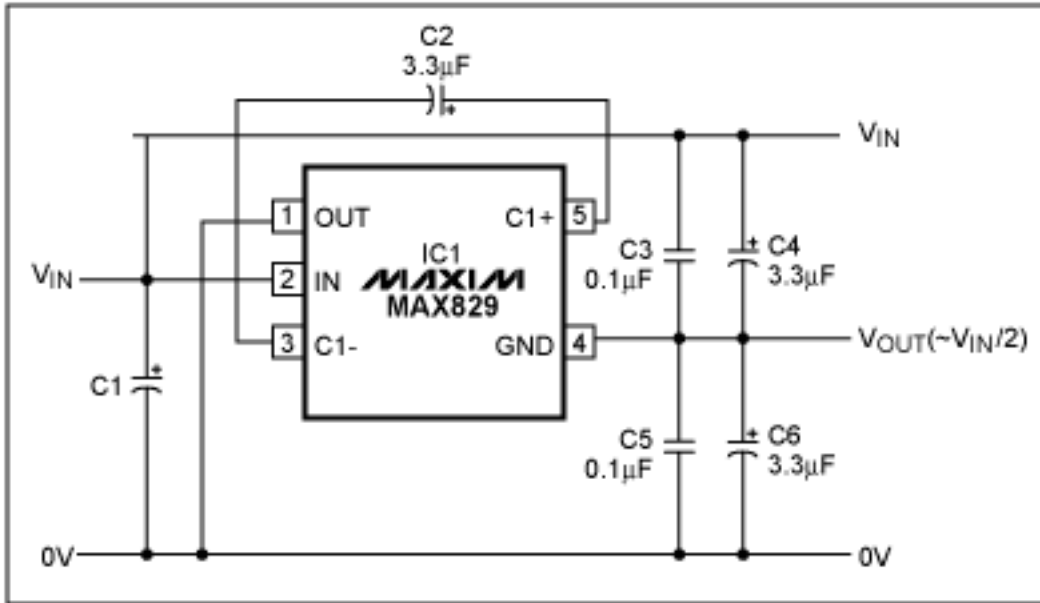 C2
3.3µF
VIN
1 OUT
C1+ 5
IC1
C3
0.1µF
C4
3.3µF
VIN
2 IN
MAXIM
MAX829
3 C1-
GND 4
VOUT(~VIN/2)
C1
C5
0.1µF
C6
3.3µF
0V
0V